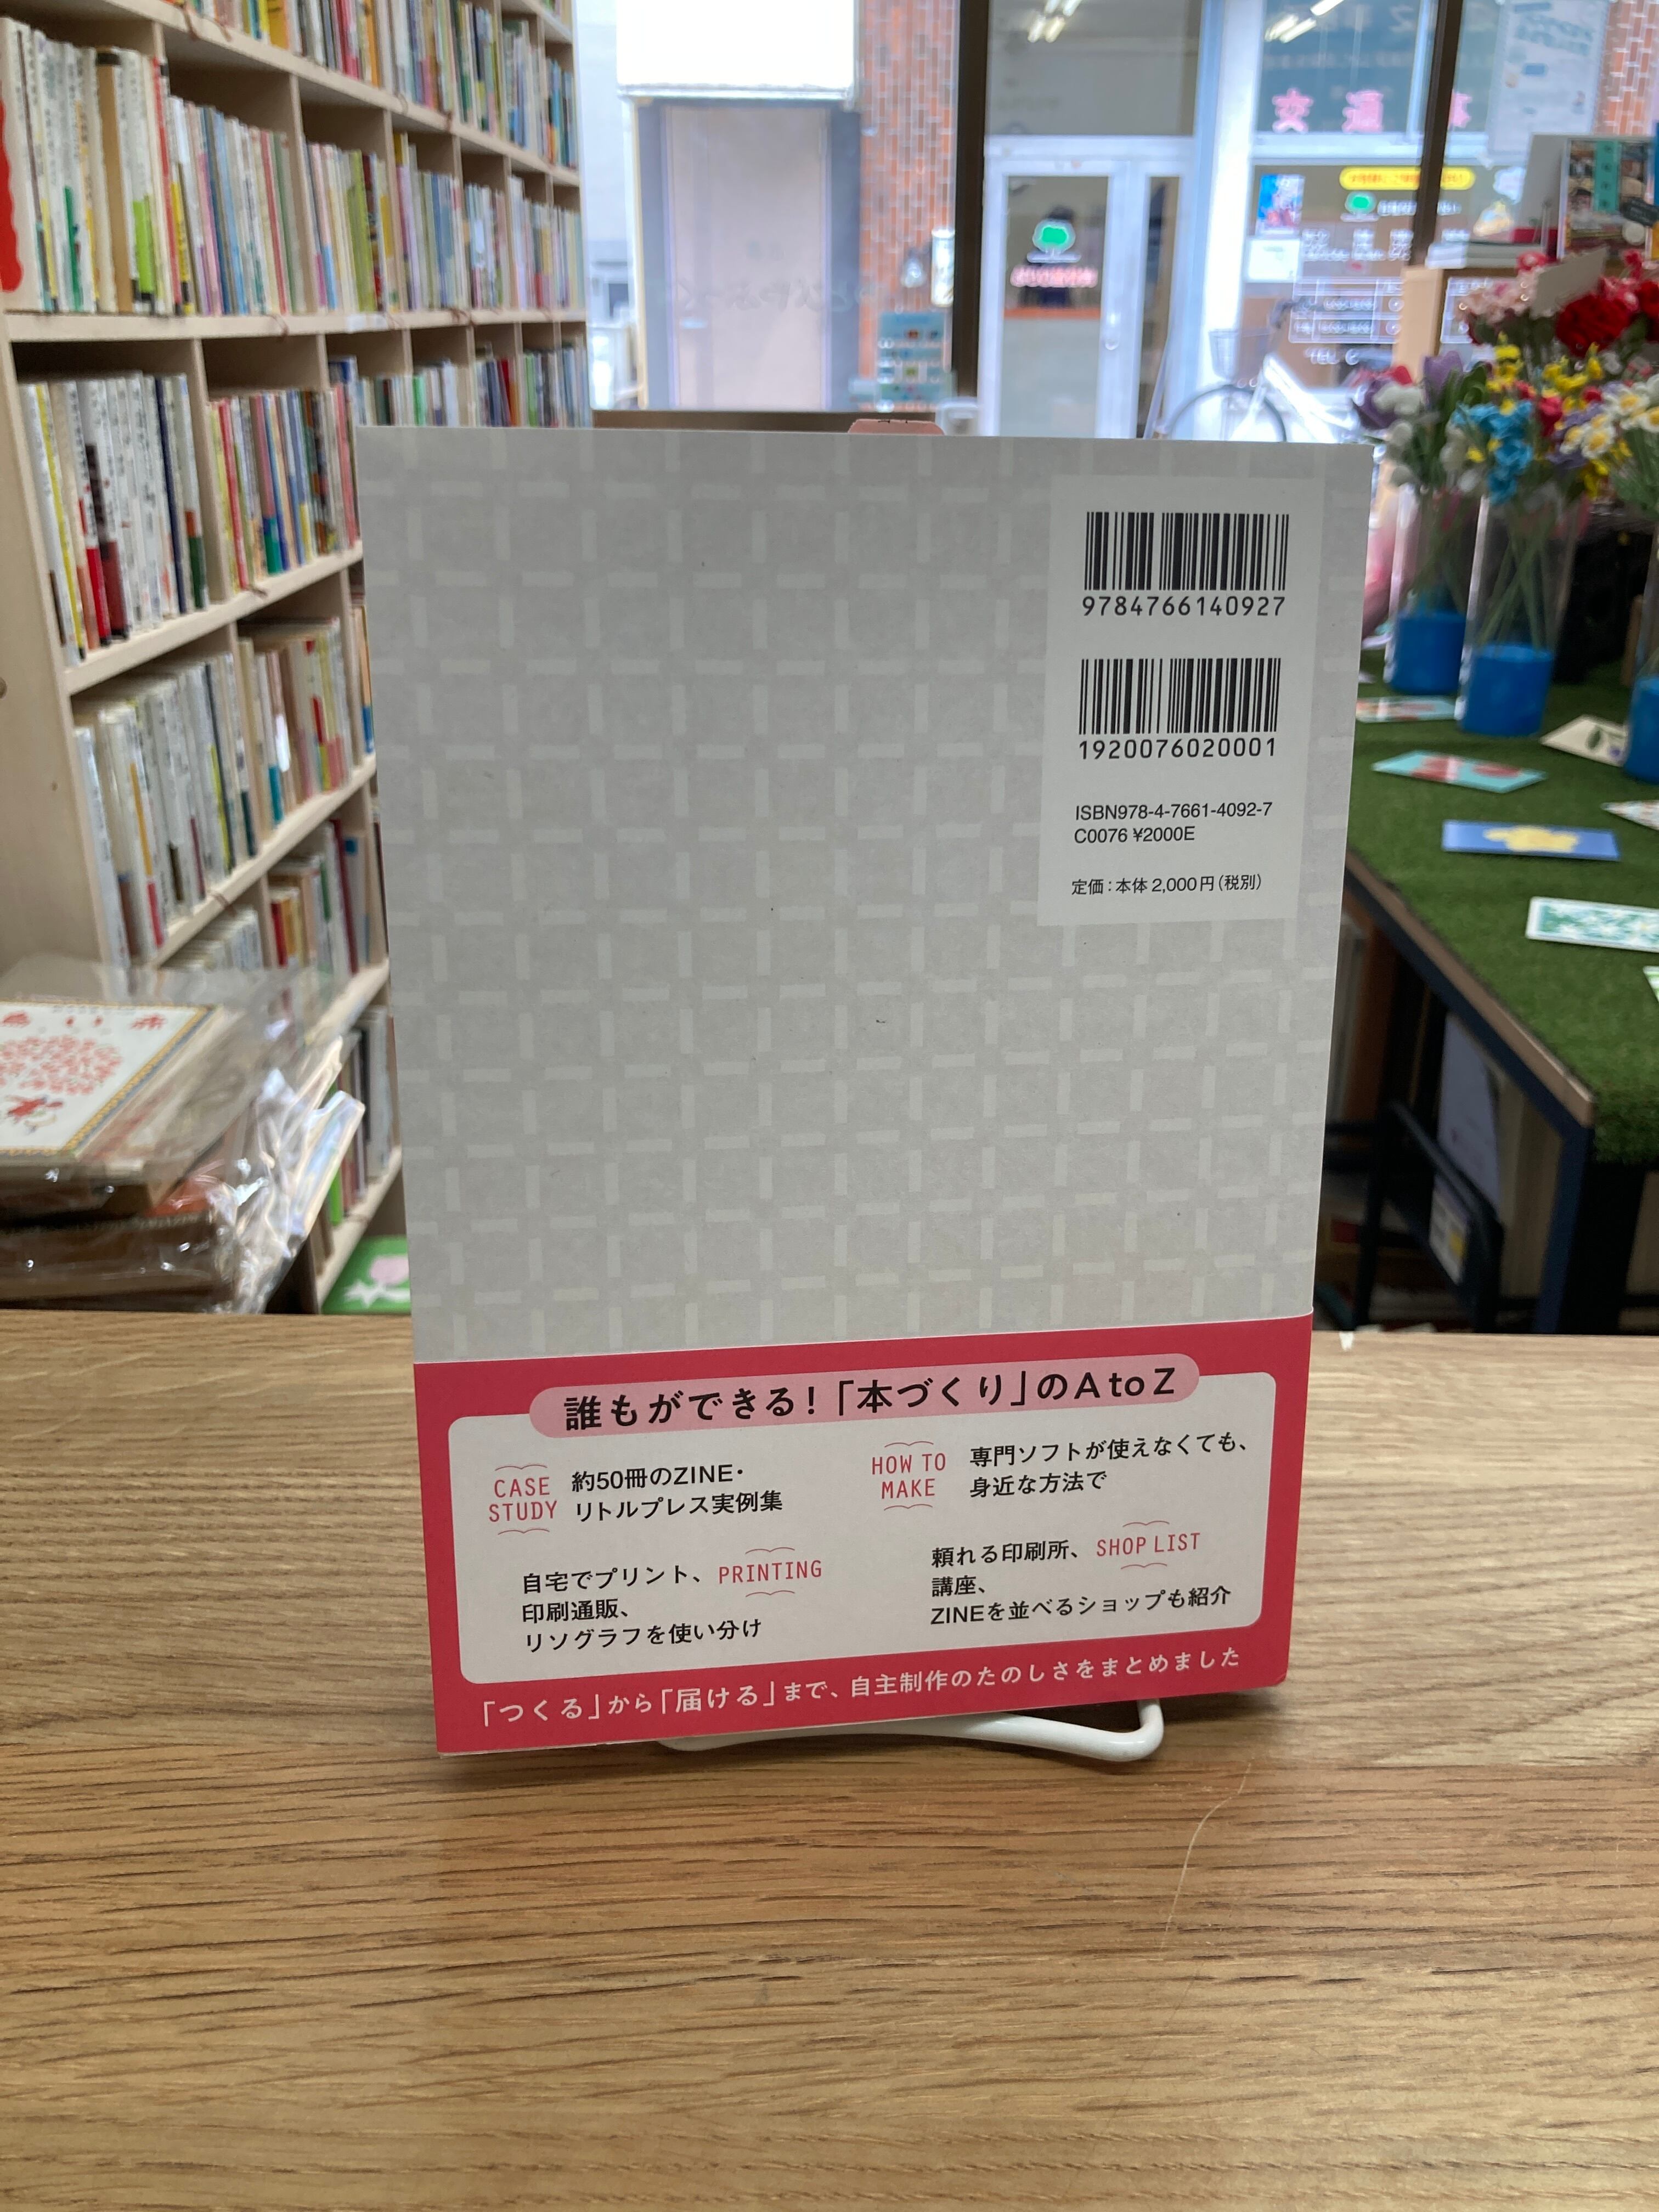 9784766140927
1920076020001
ISBN978-4-7661-4092-7
C0076 ¥2000E
定価：本体 2,000円（税別）
誰もができる！「本づくり」のA to Z
CASE STUDY
約50冊のZINE・
リトルプレス実例集
HOW TO MAKE
専門ソフトが使えなくても、
身近な方法で
自宅でプリント、
印刷通販、
リソグラフを使い分け
PRINTING
頼れる印刷所、
講座、
ZINEを並べるショップも紹介
SHOP LIST
「つくる」から「届ける」まで、自主制作のたのしさをまとめました